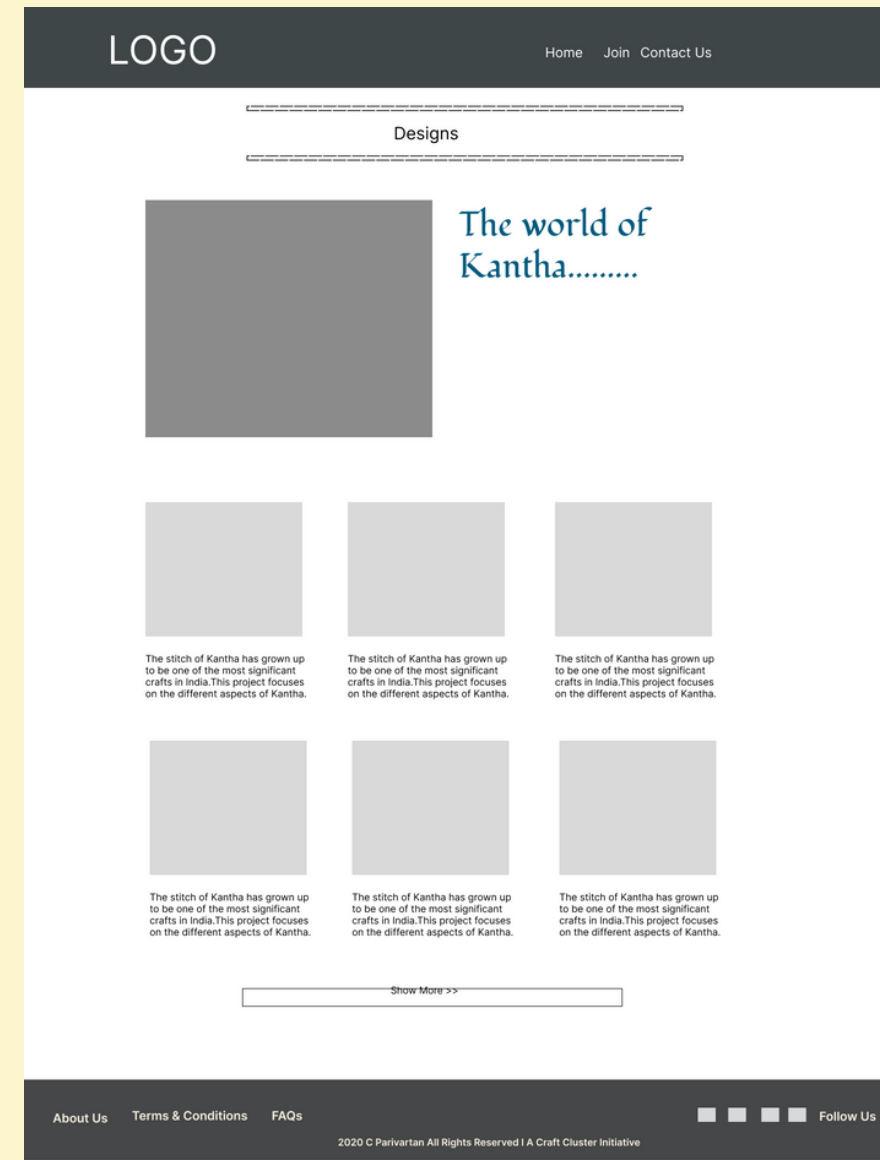 LOGO
Home Join Contact Us
Designs
The world of
Kantha.........
The stitch of Kantha has grown up
to be one of the most significant
crafts in India.This project focuses
on the different aspects of Kantha.
The stitch of Kantha has grown up
to be one of the most significant
crafts in India.This project focuses
on the different aspects of Kantha.
The stitch of Kantha has grown up
to be one of the most significant
crafts in India.This project focuses
on the different aspects of Kantha.
The stitch of Kantha has grown up
to be one of the most significant
crafts in India.This project focuses
on the different aspects of Kantha.
The stitch of Kantha has grown up
to be one of the most significant
crafts in India.This project focuses
on the different aspects of Kantha.
The stitch of Kantha has grown up
to be one of the most significant
crafts in India.This project focuses
on the different aspects of Kantha.
Show More >>
About Us Terms & Conditions FAQs Follow Us
2020 C Parivartan All Rights Reserved I A Craft Cluster Initiative